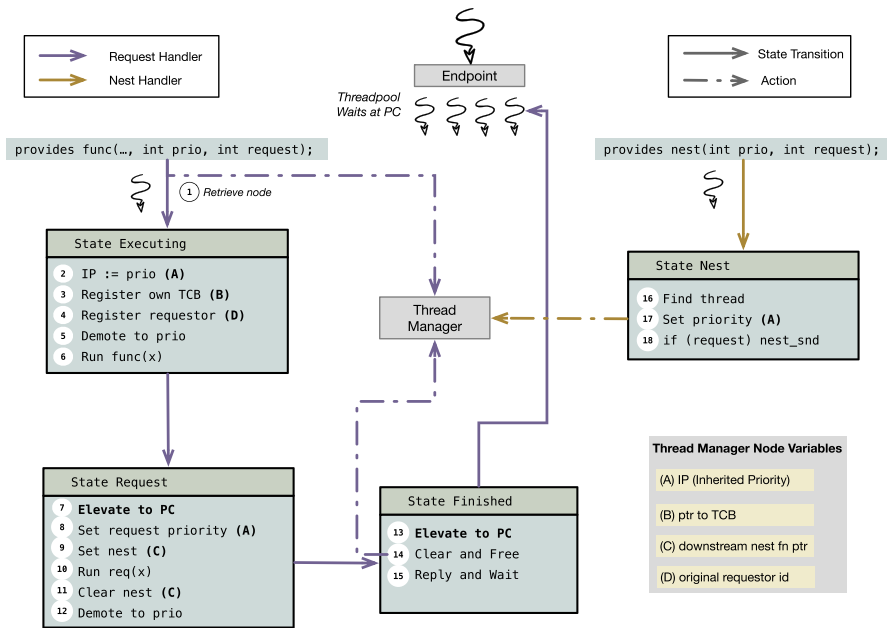 Request Handler
Nest Handler
Endpoint
State Transition
Action
Threadpool
Waits at PC
provides func(…, int prio, int request);
provides nest(int prio, int request);
1 Retrieve node
State Executing
2 IP := prio (A)
3 Register own TCB (B)
4 Register requestor (D)
5 Demote to prio
6 Run func(x)
Thread
Manager
State Nest
16 Find thread
17 Set priority (A)
18 if (request) nest_snd
State Request
7 Elevate to PC
8 Set request priority (A)
9 Set nest (C)
10 Run req(x)
11 Clear nest (C)
12 Demote to prio
State Finished
13 Elevate to PC
14 Clear and Free
15 Reply and Wait
Thread Manager Node Variables
(A) IP (Inherited Priority)
(B) ptr to TCB
(C) downstream nest fn ptr
(D) original requestor id